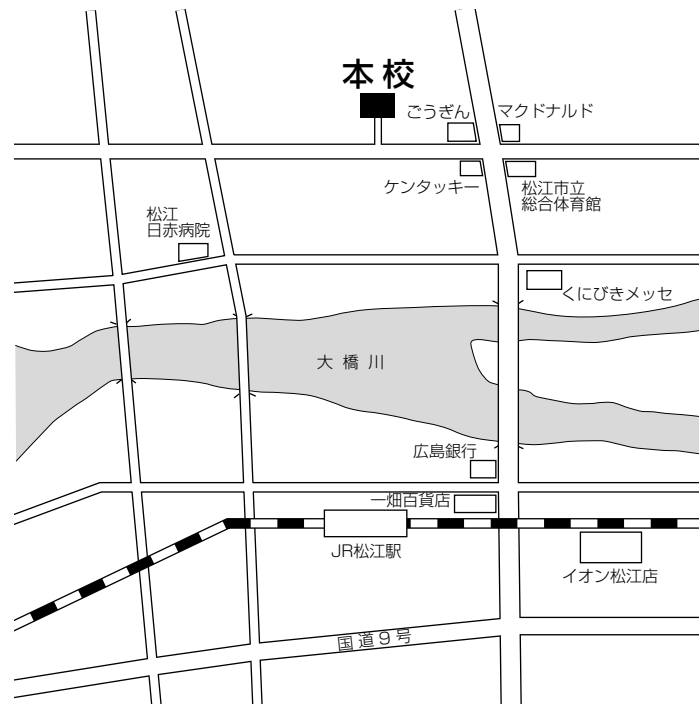 本校
ごうぎん
マクドナルド
ケンタッキー
松江市立
総合体育館
松江
日赤病院
くにびきメッセ
大橋川
広島銀行
一畑百貨店
JR松江駅
イオン松江店
国道9号